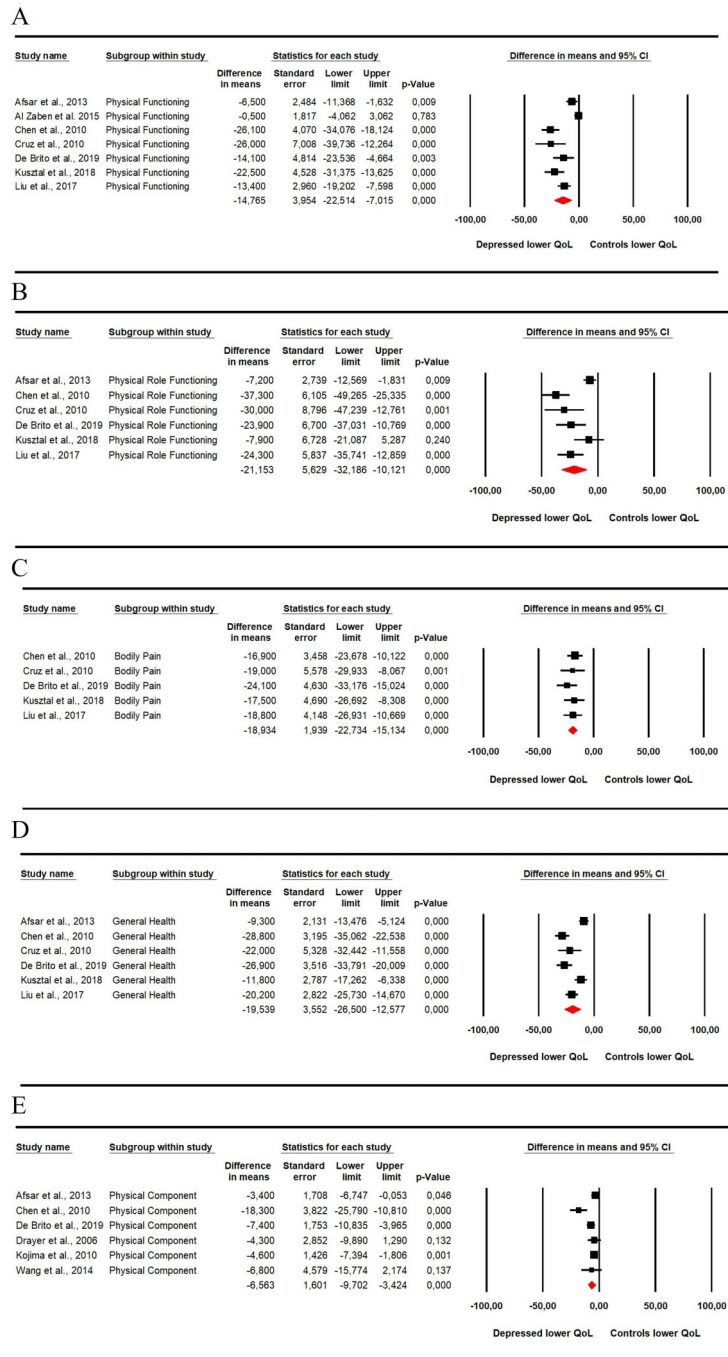 A
Study name Subgroup within study Statistics for each study Difference in means and 95% CI
Difference in means Standard error Lower limit Upper limit p-Value
Afsar et al., 2013 Physical Functioning -6,500 2,484 -11,368 -1,632 0,009
Al Zaben et al. 2015 Physical Functioning -0,500 1,817 -4,062 3,062 0,783
Chen et al., 2010 Physical Functioning -26,100 4,070 -34,076 -18,124 0,000
Cruz et al., 2010 Physical Functioning -26,000 7,008 -39,736 -12,264 0,000
De Brito et al., 2019 Physical Functioning -14,100 4,814 -23,536 -4,664 0,003
Kusztal et al., 2018 Physical Functioning -22,500 4,528 -31,375 -13,625 0,000
Liu et al., 2017 Physical Functioning -13,400 2,960 -19,202 -7,598 0,000
-14,765 3,954 -22,514 -7,015 0,000
-100,00 -50,00 0,00 50,00 100,00
Depressed lower QoL Controls lower QoL
B
Study name Subgroup within study Statistics for each study Difference in means and 95% CI
Difference in means Standard error Lower limit Upper limit p-Value
Afsar et al., 2013 Physical Role Functioning -7,200 2,739 -12,569 -1,831 0,009
Chen et al., 2010 Physical Role Functioning -37,300 6,105 -49,265 -25,335 0,000
Cruz et al., 2010 Physical Role Functioning -30,000 8,796 -47,239 -12,761 0,001
De Brito et al., 2019 Physical Role Functioning -23,900 6,700 -37,031 -10,769 0,000
Kusztal et al., 2018 Physical Role Functioning -7,900 6,728 -21,087 5,287 0,240
Liu et al., 2017 Physical Role Functioning -24,300 5,837 -35,741 -12,859 0,000
-21,153 5,629 -32,186 -10,121 0,000
-100,00 -50,00 0,00 50,00 100,00
Depressed lower QoL Controls lower QoL
C
Study name Subgroup within study Statistics for each study Difference in means and 95% CI
Difference in means Standard error Lower limit Upper limit p-Value
Chen et al., 2010 Bodily Pain -16,900 3,458 -23,678 -10,122 0,000
Cruz et al., 2010 Bodily Pain -19,000 5,578 -29,933 -8,067 0,001
De Brito et al., 2019 Bodily Pain -24,100 4,630 -33,176 -15,024 0,000
Kusztal et al., 2018 Bodily Pain -17,500 4,690 -26,692 -8,308 0,000
Liu et al., 2017 Bodily Pain -18,800 4,148 -26,931 -10,669 0,000
-18,934 1,939 -22,734 -15,134 0,000
-100,00 -50,00 0,00 50,00 100,00
Depressed lower QoL Controls lower QoL
D
Study name Subgroup within study Statistics for each study Difference in means and 95% CI
Difference in means Standard error Lower limit Upper limit p-Value
Afsar et al., 2013 General Health -9,300 2,131 -13,476 -5,124 0,000
Chen et al., 2010 General Health -28,800 3,195 -35,062 -22,538 0,000
Cruz et al., 2010 General Health -22,000 5,328 -32,442 -11,558 0,000
De Brito et al., 2019 General Health -26,900 3,516 -33,791 -20,009 0,000
Kusztal et al., 2018 General Health -11,800 2,787 -17,262 -6,338 0,000
Liu et al., 2017 General Health -20,200 2,822 -25,730 -14,670 0,000
-19,539 3,552 -26,500 -12,577 0,000
-100,00 -50,00 0,00 50,00 100,00
Depressed lower QoL Controls lower QoL
E
Study name Subgroup within study Statistics for each study Difference in means and 95% CI
Difference in means Standard error Lower limit Upper limit p-Value
Afsar et al., 2013 Physical Component -3,400 1,708 -6,747 -0,053 0,046
Chen et al., 2010 Physical Component -18,300 3,822 -25,790 -10,810 0,000
De Brito et al., 2019 Physical Component -7,400 1,753 -10,835 -3,965 0,000
Drayer et al., 2006 Physical Component -4,300 2,852 -9,890 1,290 0,132
Kojima et al., 2010 Physical Component -4,600 1,426 -7,394 -1,806 0,001
Wang et al., 2014 Physical Component -6,800 4,579 -15,774 2,174 0,137
-6,563 1,601 -9,702 -3,424 0,000
-100,00 -50,00 0,00 50,00 100,00
Depressed lower QoL Controls lower QoL